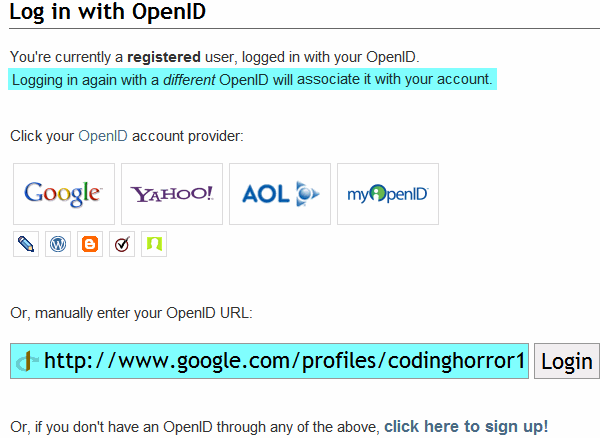 Log in with OpenID
You're currently a registered user, logged in with your OpenID.
Logging in again with a different OpenID will associate it with your account.
Click your OpenID account provider:
Google YAHOO! AOL myOpenID
Or, manually enter your OpenID URL:
http://www.google.com/profiles/codinghorror1 Login
Or, if you don't have an OpenID through any of the above, click here to sign up!